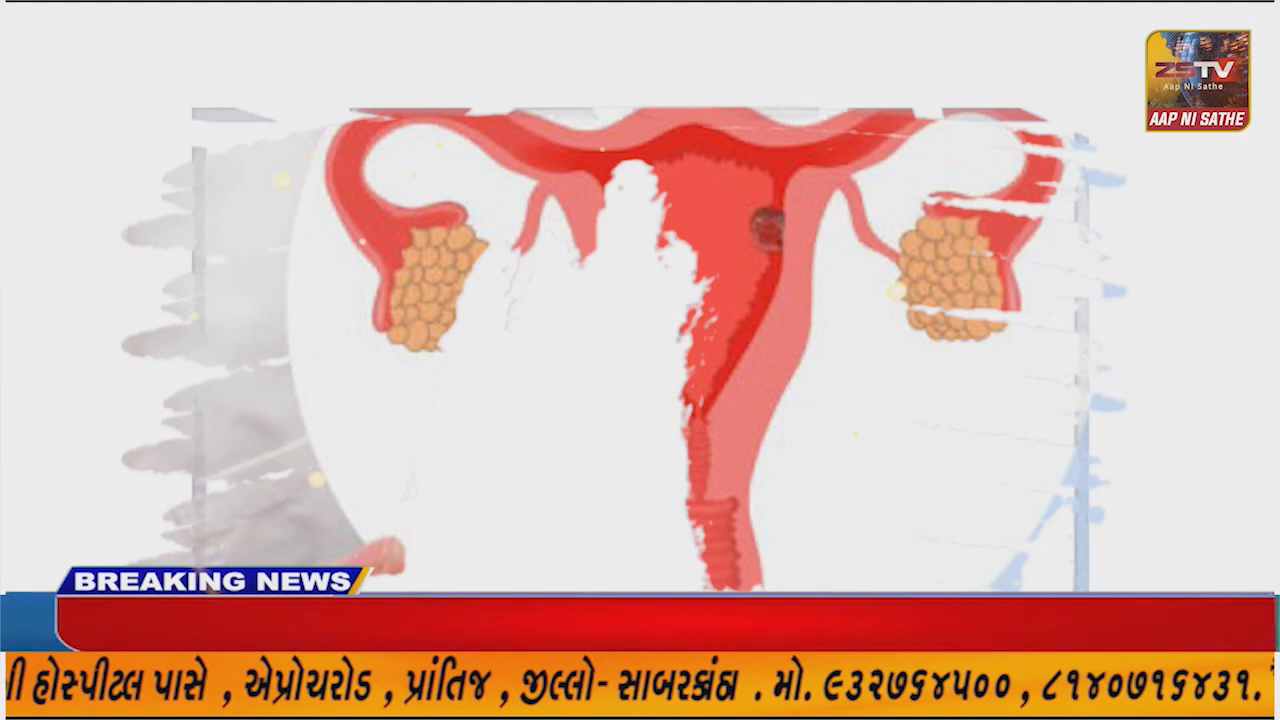 ZSTV
Aap NI Sathe
AAP NI SATHE
BREAKING NEWS
હોસ્પીટલ પાસે , એપ્રોચરોડ , પ્રાંતિજ , જીલ્લો- સાબરકાંઠા . મો. ૯૩૨૭૬૪૫૦૦ , ૮૧૪૦૭૧૬૪૩૧.